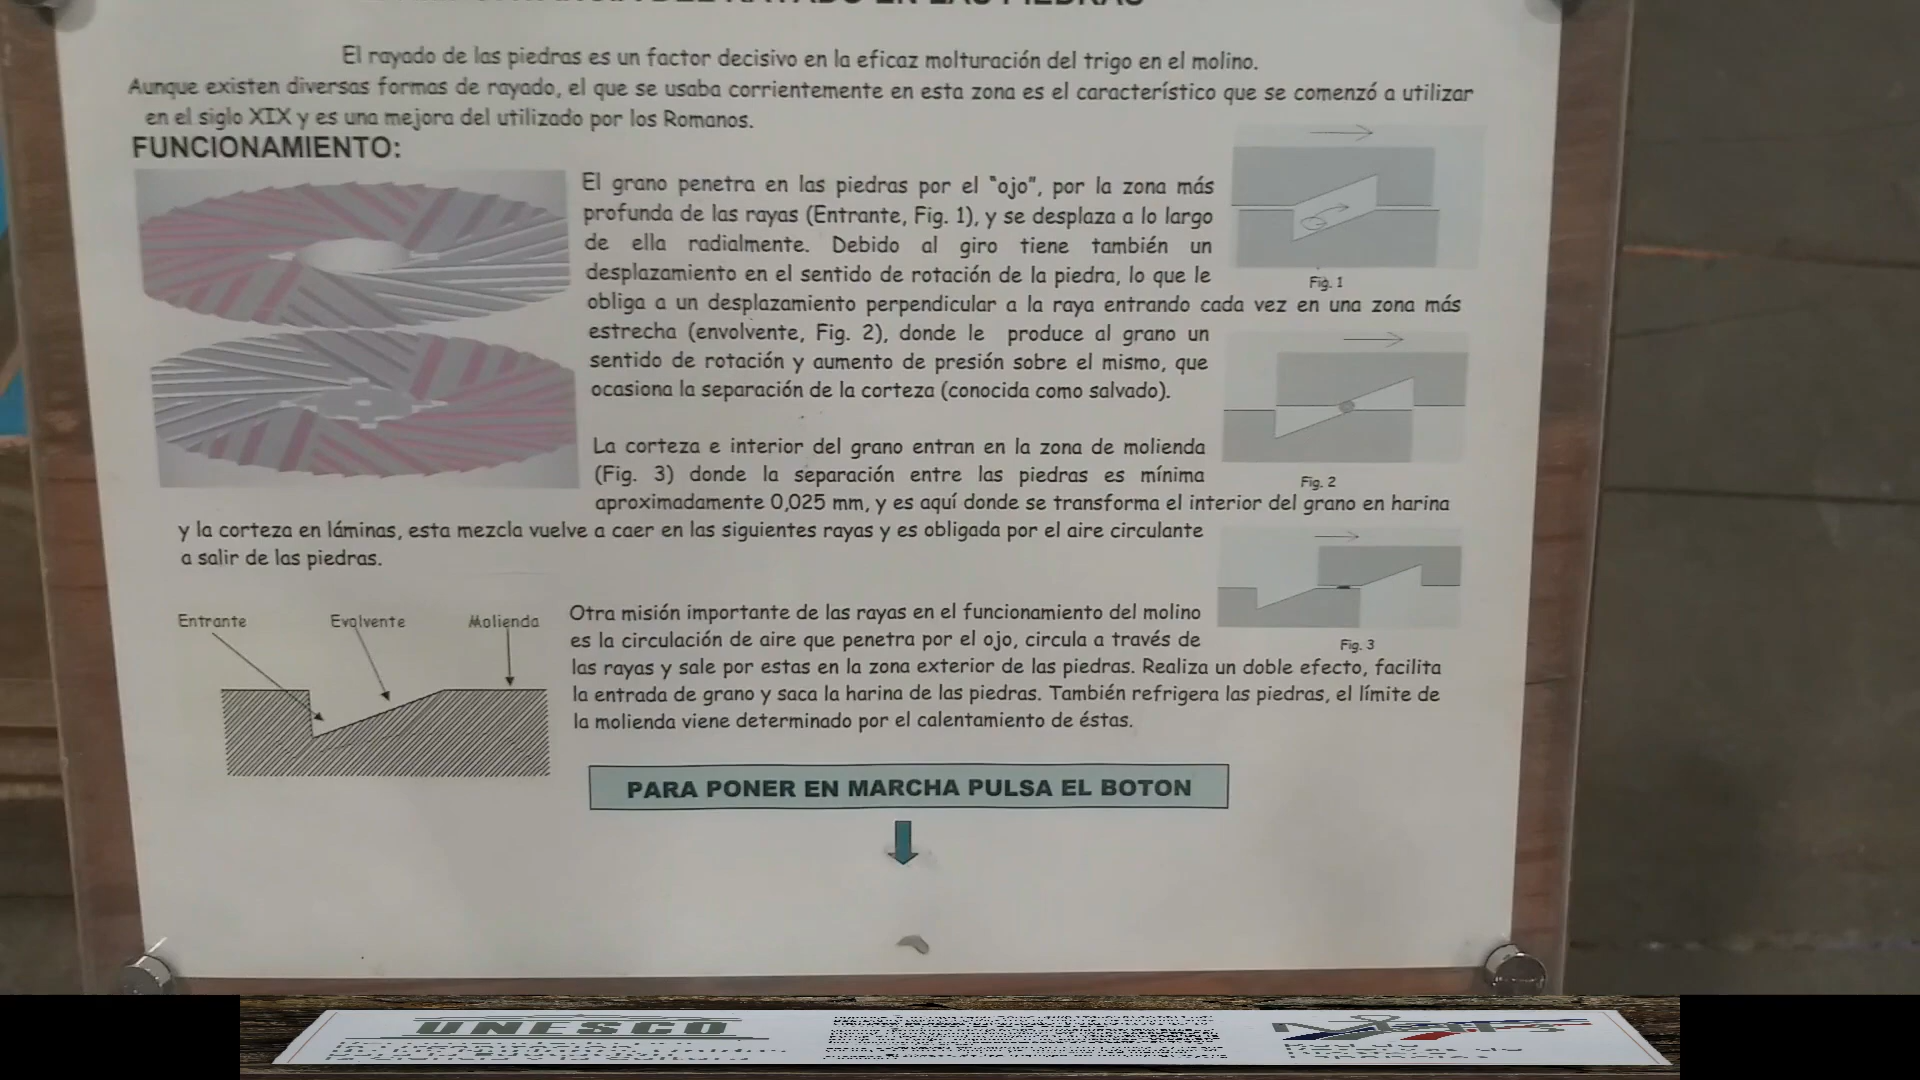 DEL RAYADO EN LAS PIEDRAS
El rayado de las piedras es un factor decisivo en la eficaz molturación del trigo en el molino.
Aunque existen diversas formas de rayado, el que se usaba corrientemente en esta zona es el característico que se comenzó a utilizar
en el siglo XIX y es una mejora del utilizado por los Romanos.
FUNCIONAMIENTO:
El grano penetra en las piedras por el "ojo", por la zona más
profunda de las rayas (Entrante, Fig. 1), y se desplaza a lo largo
de ella radialmente. Debido al giro tiene también un
desplazamiento en el sentido de rotación de la piedra, lo que le
obliga a un desplazamiento perpendicular a la raya entrando cada vez en una zona más
estrecha (envolvente, Fig. 2), donde le produce al grano un
sentido de rotación y aumento de presión sobre el mismo, que
ocasiona la separación de la corteza (conocida como salvado).
Fig. 1
Fig. 2
La corteza e interior del grano entran en la zona de molienda
(Fig. 3) donde la separación entre las piedras es mínima
aproximadamente 0,025 mm, y es aquí donde se transforma el interior del grano en harina
y la corteza en láminas, esta mezcla vuelve a caer en las siguientes rayas y es obligada por el aire circulante
a salir de las piedras.
Fig. 3
Entrante
Evolvente
Molienda
Otra misión importante de las rayas en el funcionamiento del molino
es la circulación de aire que penetra por el ojo, circula a través de
las rayas y sale por estas en la zona exterior de las piedras. Realiza un doble efecto, facilita
la entrada de grano y saca la harina de las piedras. También refrigera las piedras, el límite de
la molienda viene determinado por el calentamiento de éstas.
PARA PONER EN MARCHA PULSA EL BOTON
UNESCO